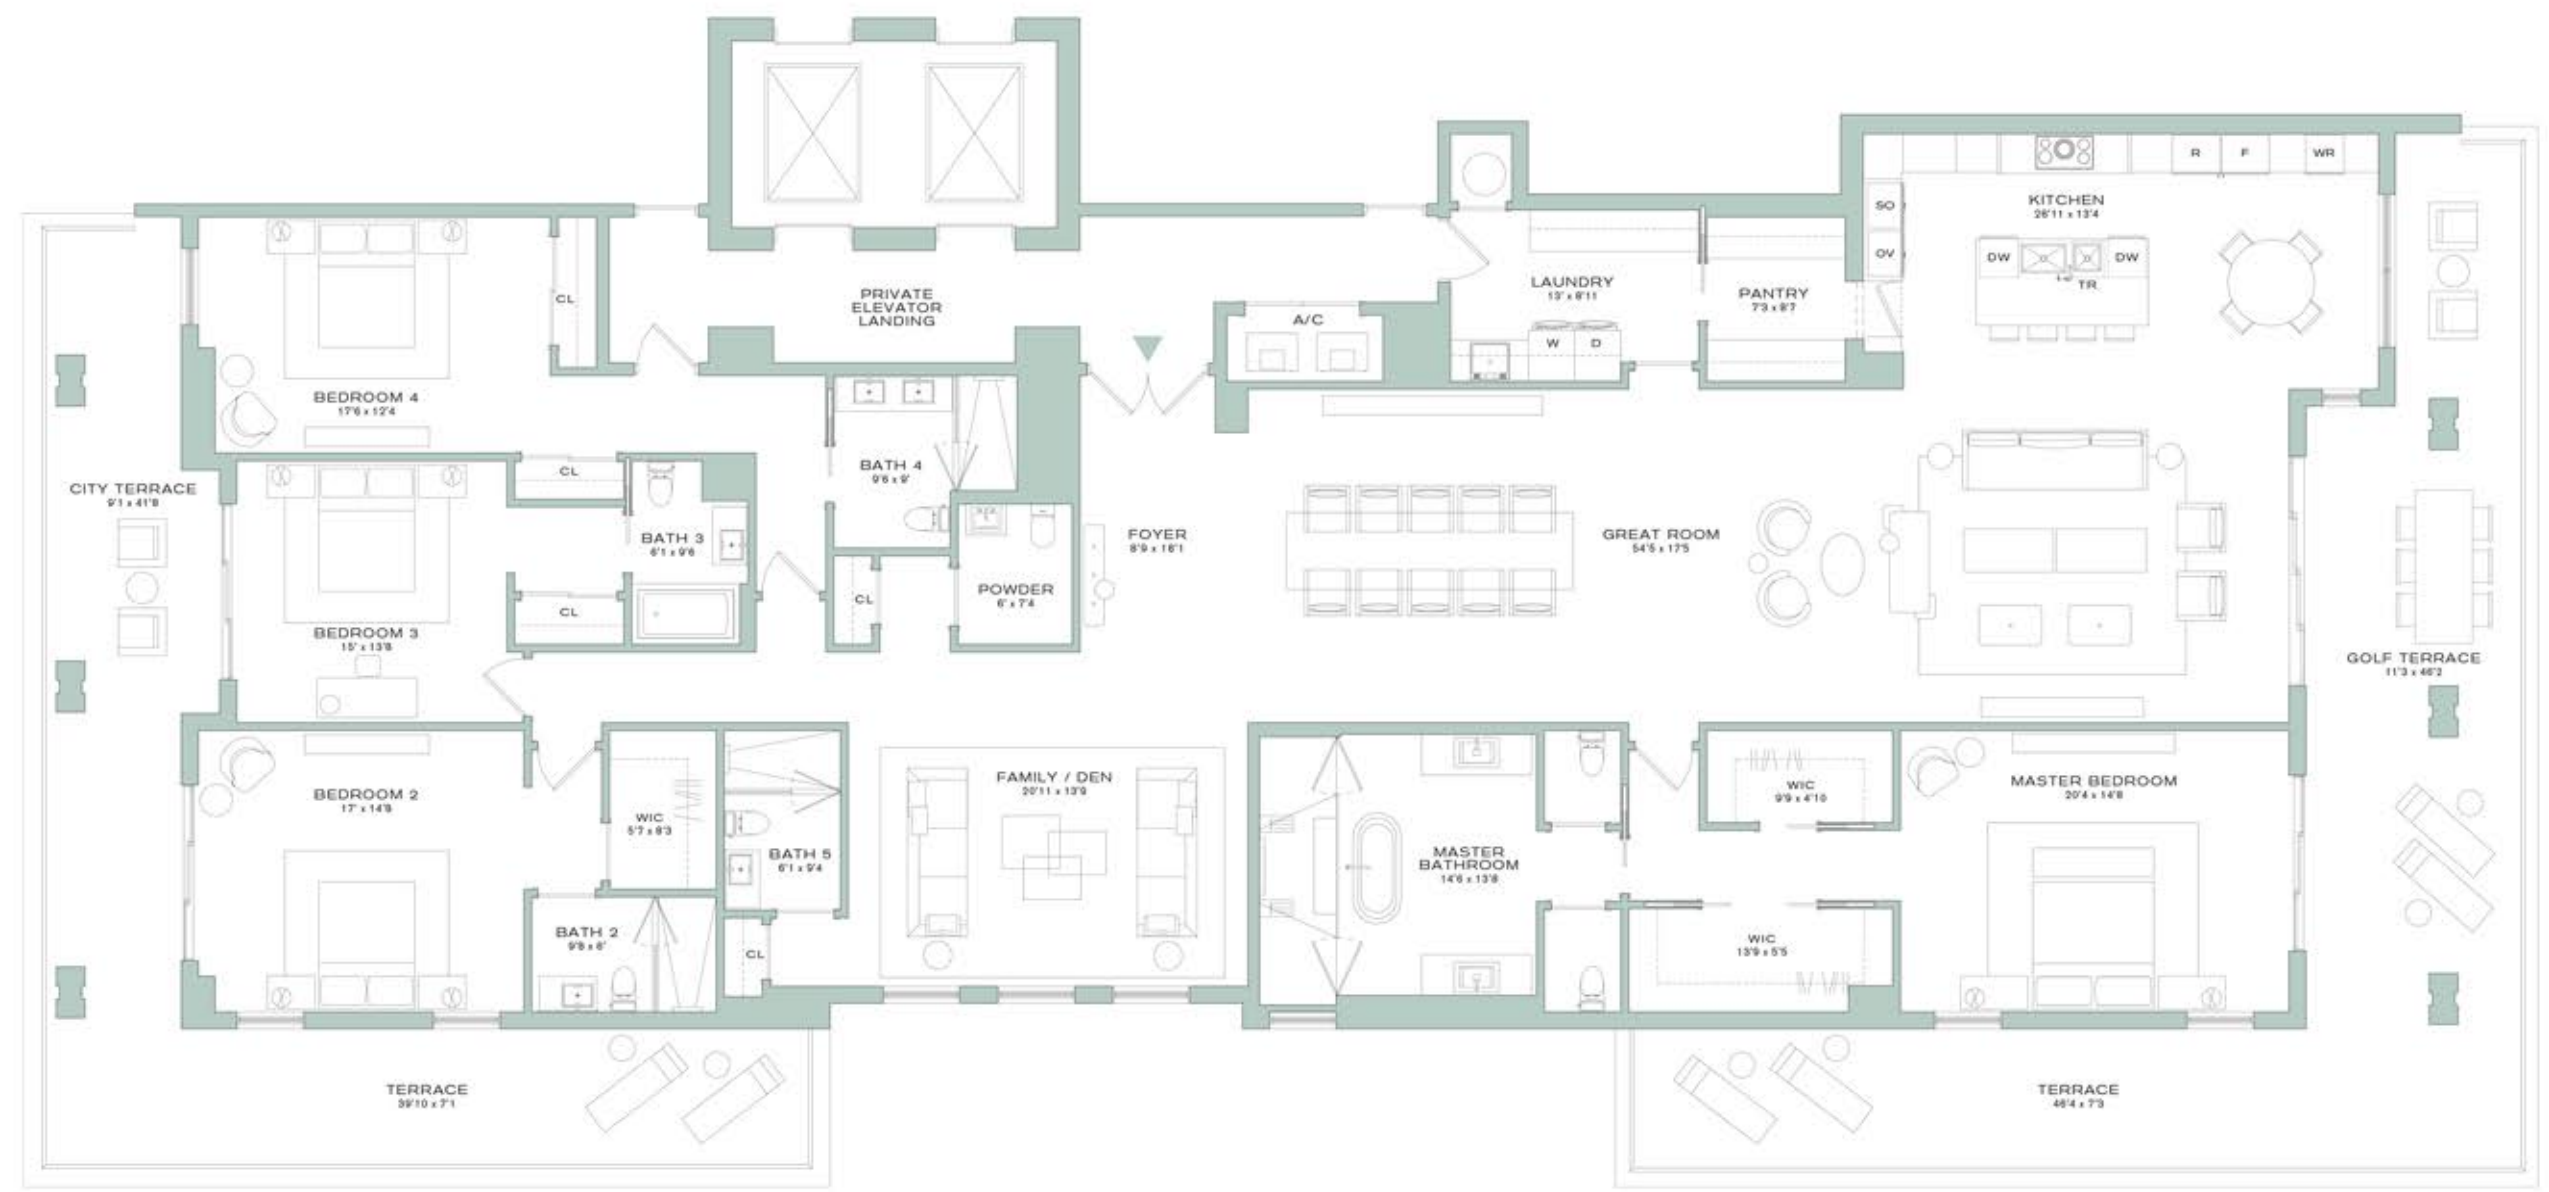 R
F
WR
KITCHEN
26'11 x 13'4
SO
OV
DW
DW
TR
LAUNDRY
13' x 8'11
PANTRY
7'3 x 8'7
W
D
A/C
PRIVATE
ELEVATOR
LANDING
CL
BEDROOM 4
17'6 x 12'4
CITY TERRACE
9'1 x 41'8
CL
BATH 3
6'1 x 9'6
CL
BEDROOM 3
15' x 13'8
BATH 4
9'6 x 9'
CL
POWDER
6' x 7'4
FOYER
8'9 x 16'1
GREAT ROOM
54'5 x 17'5
GOLF TERRACE
11'3 x 46'2
BEDROOM 2
17' x 14'8
WIC
5'7 x 8'3
BATH 5
6'1 x 9'4
BATH 2
9'8 x 6'
CL
FAMILY / DEN
20'11 x 13'9
MASTER
BATHROOM
14'6 x 13'8
WIC
9'9 x 4'10
WIC
13'9 x 5'5
MASTER BEDROOM
20'4 x 14'8
TERRACE
39'10 x 7'1
TERRACE
46'4 x 7'3